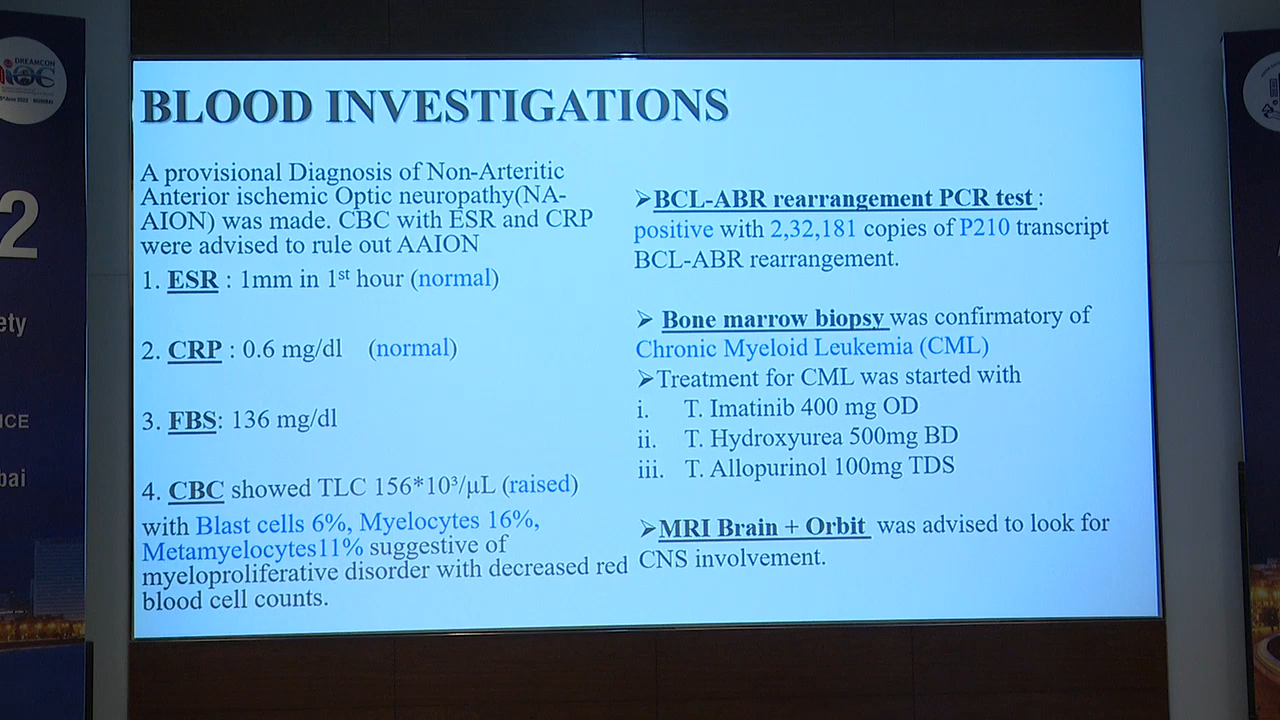 DREAMCON
iOC
2
ety
CE
bai
BLOOD INVESTIGATIONS
A provisional Diagnosis of Non-Arteritic
Anterior ischemic Optic neuropathy(NA-
AION) was made. CBC with ESR and CRP
were advised to rule out AAION
1. ESR : 1mm in 1st hour (normal)
2. CRP : 0.6 mg/dl (normal)
3. FBS: 136 mg/dl
4. CBC showed TLC 156*10³/µL (raised)
with Blast cells 6%, Myelocytes 16%,
Metamyelocytes11% suggestive of
myeloproliferative disorder with decreased red
blood cell counts.
➢BCL-ABR rearrangement PCR test :
positive with 2,32,181 copies of P210 transcript
BCL-ABR rearrangement.
➢ Bone marrow biopsy was confirmatory of
Chronic Myeloid Leukemia (CML)
➢Treatment for CML was started with
i. T. Imatinib 400 mg OD
ii. T. Hydroxyurea 500mg BD
iii. T. Allopurinol 100mg TDS
➢MRI Brain + Orbit was advised to look for
CNS involvement.